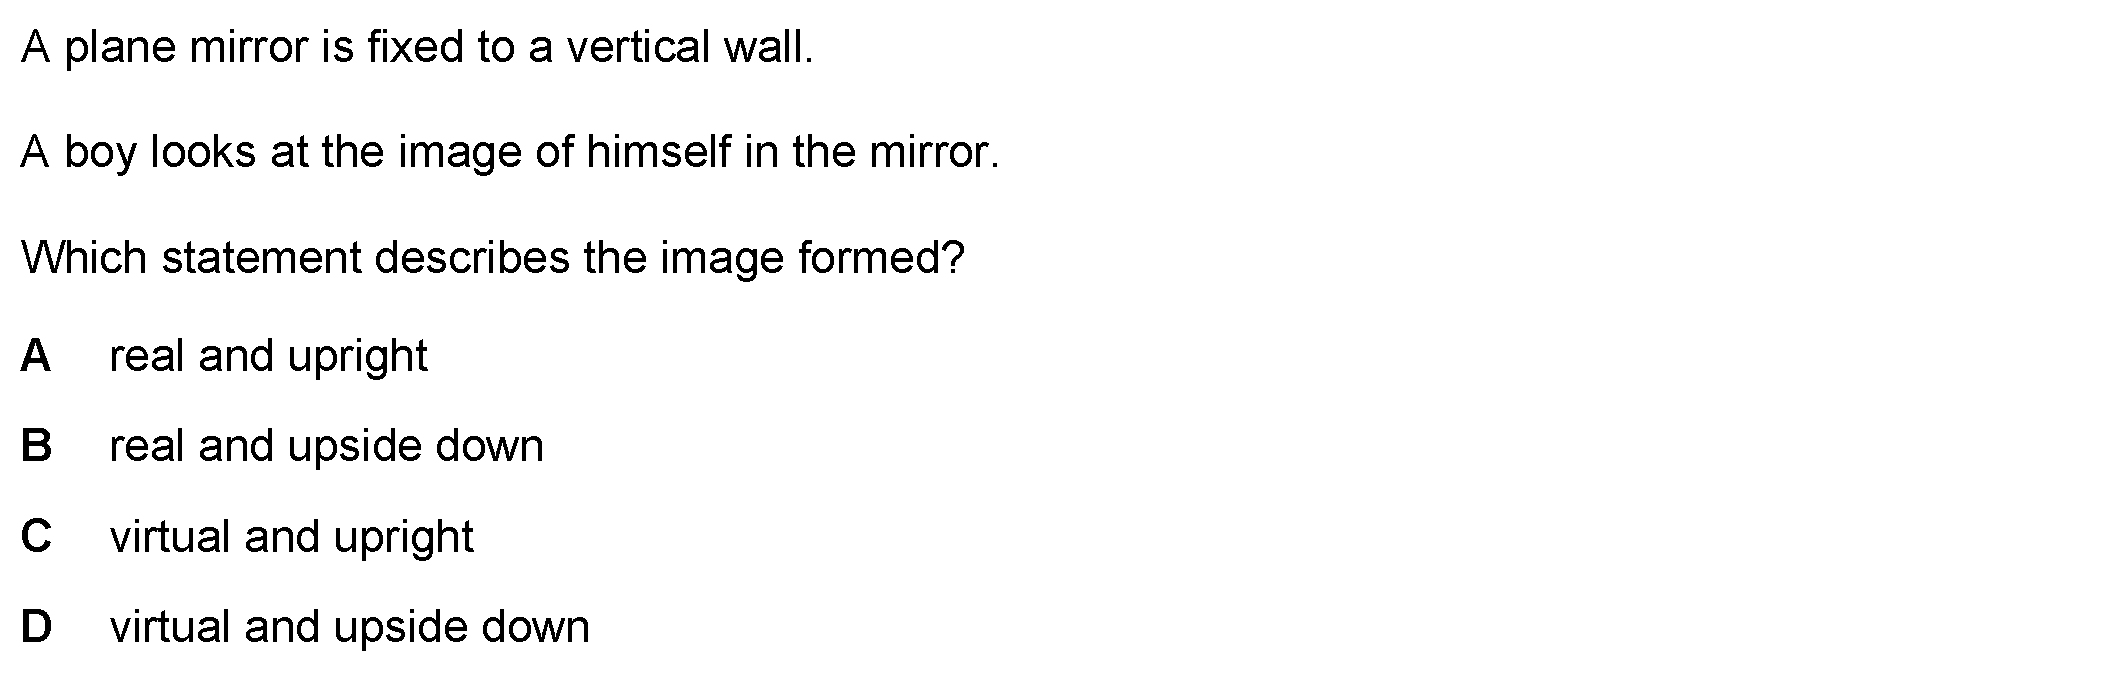 A plane mirror is fixed to a vertical wall.
A boy looks at the image of himself in the mirror.
Which statement describes the image formed?
A real and upright
B real and upside down
C virtual and upright
D virtual and upside down